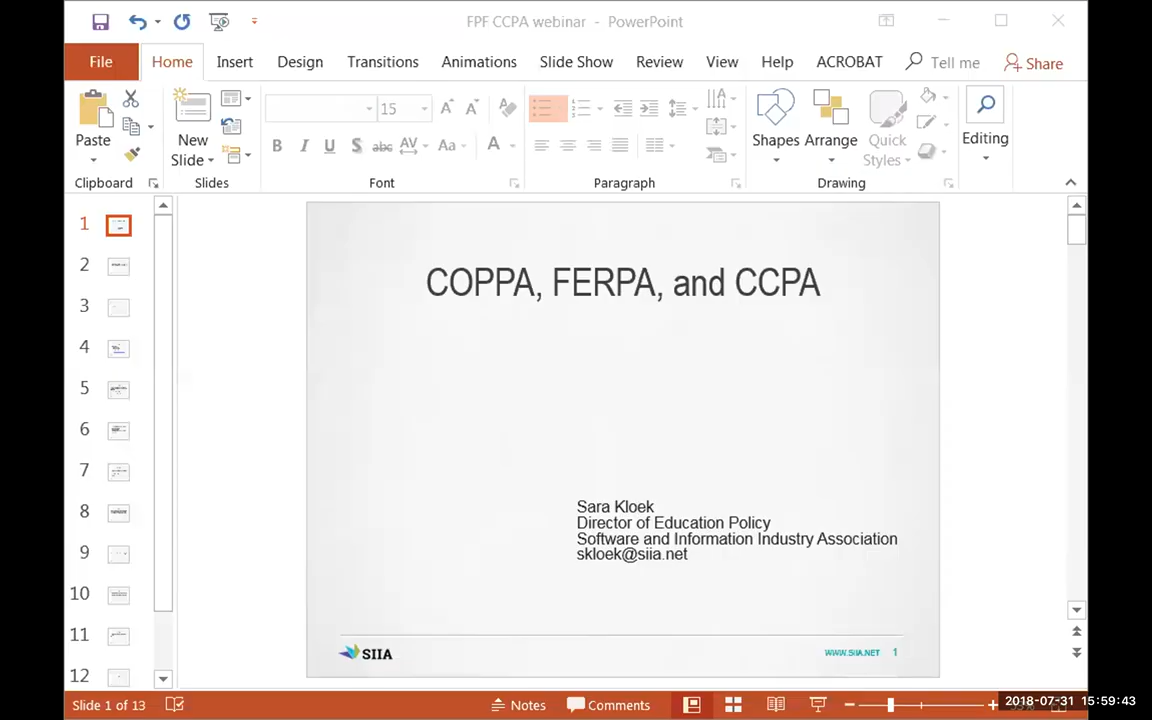 FPF CCPA webinar - PowerPoint
File Home Insert Design Transitions Animations Slide Show Review View Help ACROBAT Tell me Share
Paste
New
Slide
15
B I U S abc AV Aa A
Shapes Arrange Quick
Styles
Editing
Clipboard Slides Font Paragraph Drawing
1
2
3
4
5
6
7
8
9
10
11
12
COPPA, FERPA, and CCPA
Sara Kloek
Director of Education Policy
Software and Information Industry Association
skloek@siia.net
SIIA
WWW.SIIA.NET 1
Slide 1 of 13 Notes Comments
2018-07-31 15:59:43